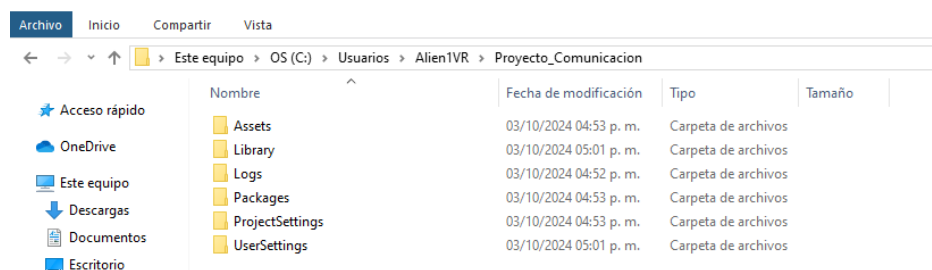 Archivo Inicio Compartir Vista
Este equipo > OS (C:) > Usuarios > Alien1VR > Proyecto_Comunicacion
Nombre Fecha de modificación Tipo Tamaño
Acceso rápido
Assets 03/10/2024 04:53 p. m. Carpeta de archivos
OneDrive
Library 03/10/2024 05:01 p. m. Carpeta de archivos
Logs 03/10/2024 04:52 p. m. Carpeta de archivos
Este equipo
Packages 03/10/2024 04:53 p. m. Carpeta de archivos
Descargas
ProjectSettings 03/10/2024 04:53 p. m. Carpeta de archivos
Documentos
UserSettings 03/10/2024 05:01 p. m. Carpeta de archivos
Escritorio